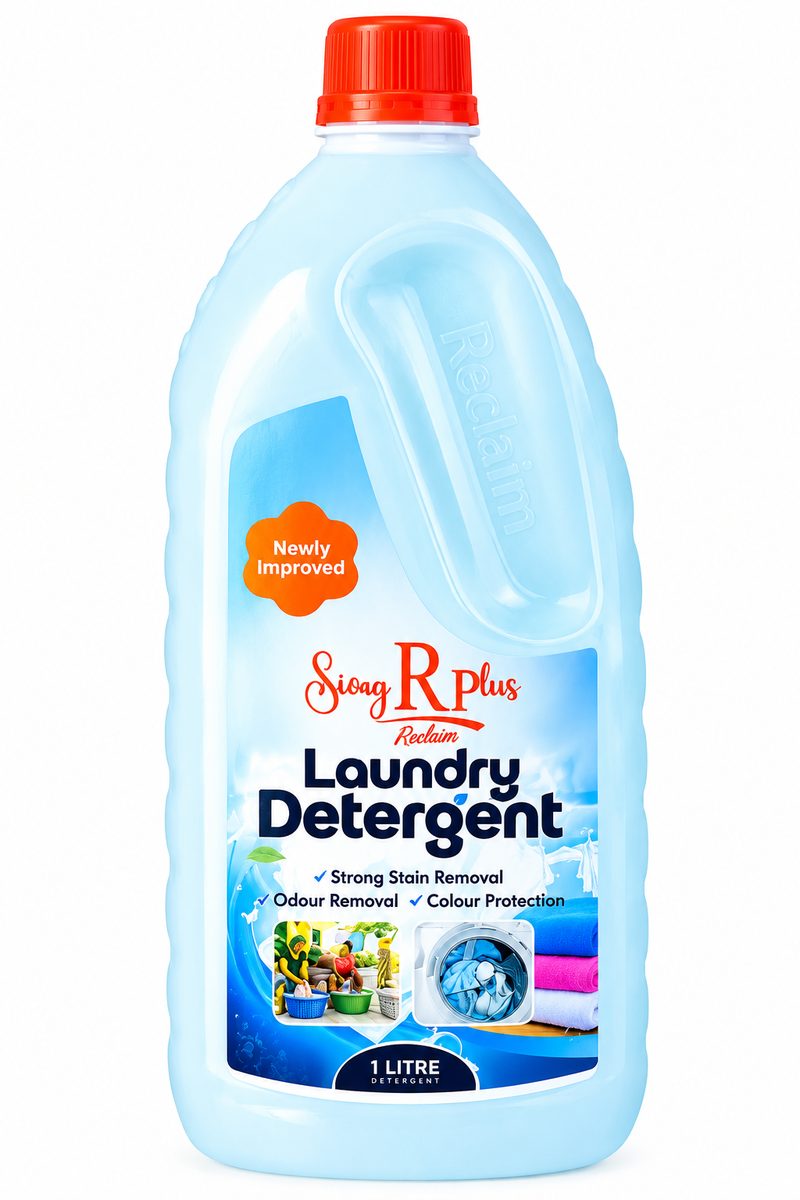 Reclaim
Newly
Improved
Sioag R Plus
Reclaim
Laundry
Detergent
✓ Strong Stain Removal
✓ Odour Removal ✓ Colour Protection
1 LITRE
DETERGENT